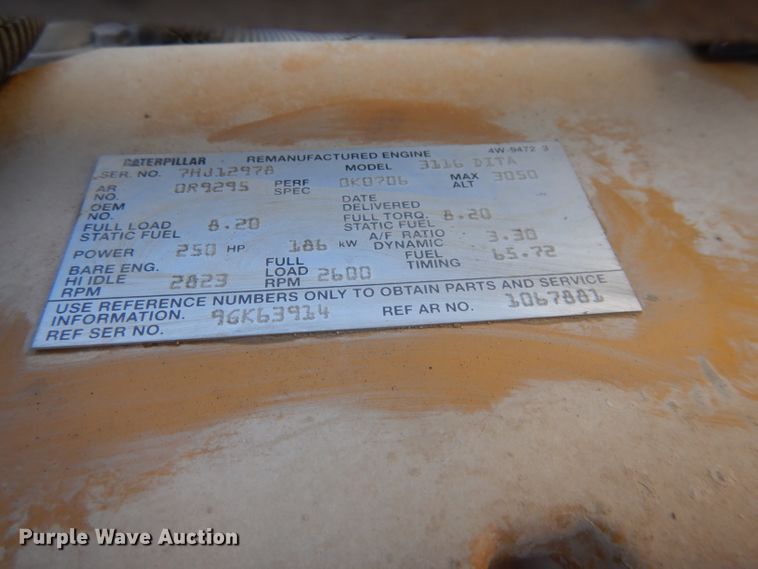 CATERPILLAR REMANUFACTURED ENGINE 4W-9472 3
SER. NO. 7HJ12978 MODEL 3116 DITA
AR NO. 0R9295 PERF SPEC 0K0706 MAX ALT 3050
OEM NO. DATE DELIVERED
FULL LOAD STATIC FUEL 8.20 FULL TORQ. STATIC FUEL 8.20
POWER 250 HP 186 kW A/F RATIO DYNAMIC 3.30
BARE ENG. HI IDLE RPM 2823 FULL LOAD RPM 2600 FUEL TIMING 65.72
USE REFERENCE NUMBERS ONLY TO OBTAIN PARTS AND SERVICE
INFORMATION.
REF SER NO. 9GK63914 REF AR NO. 1067881
Purple Wave Auction